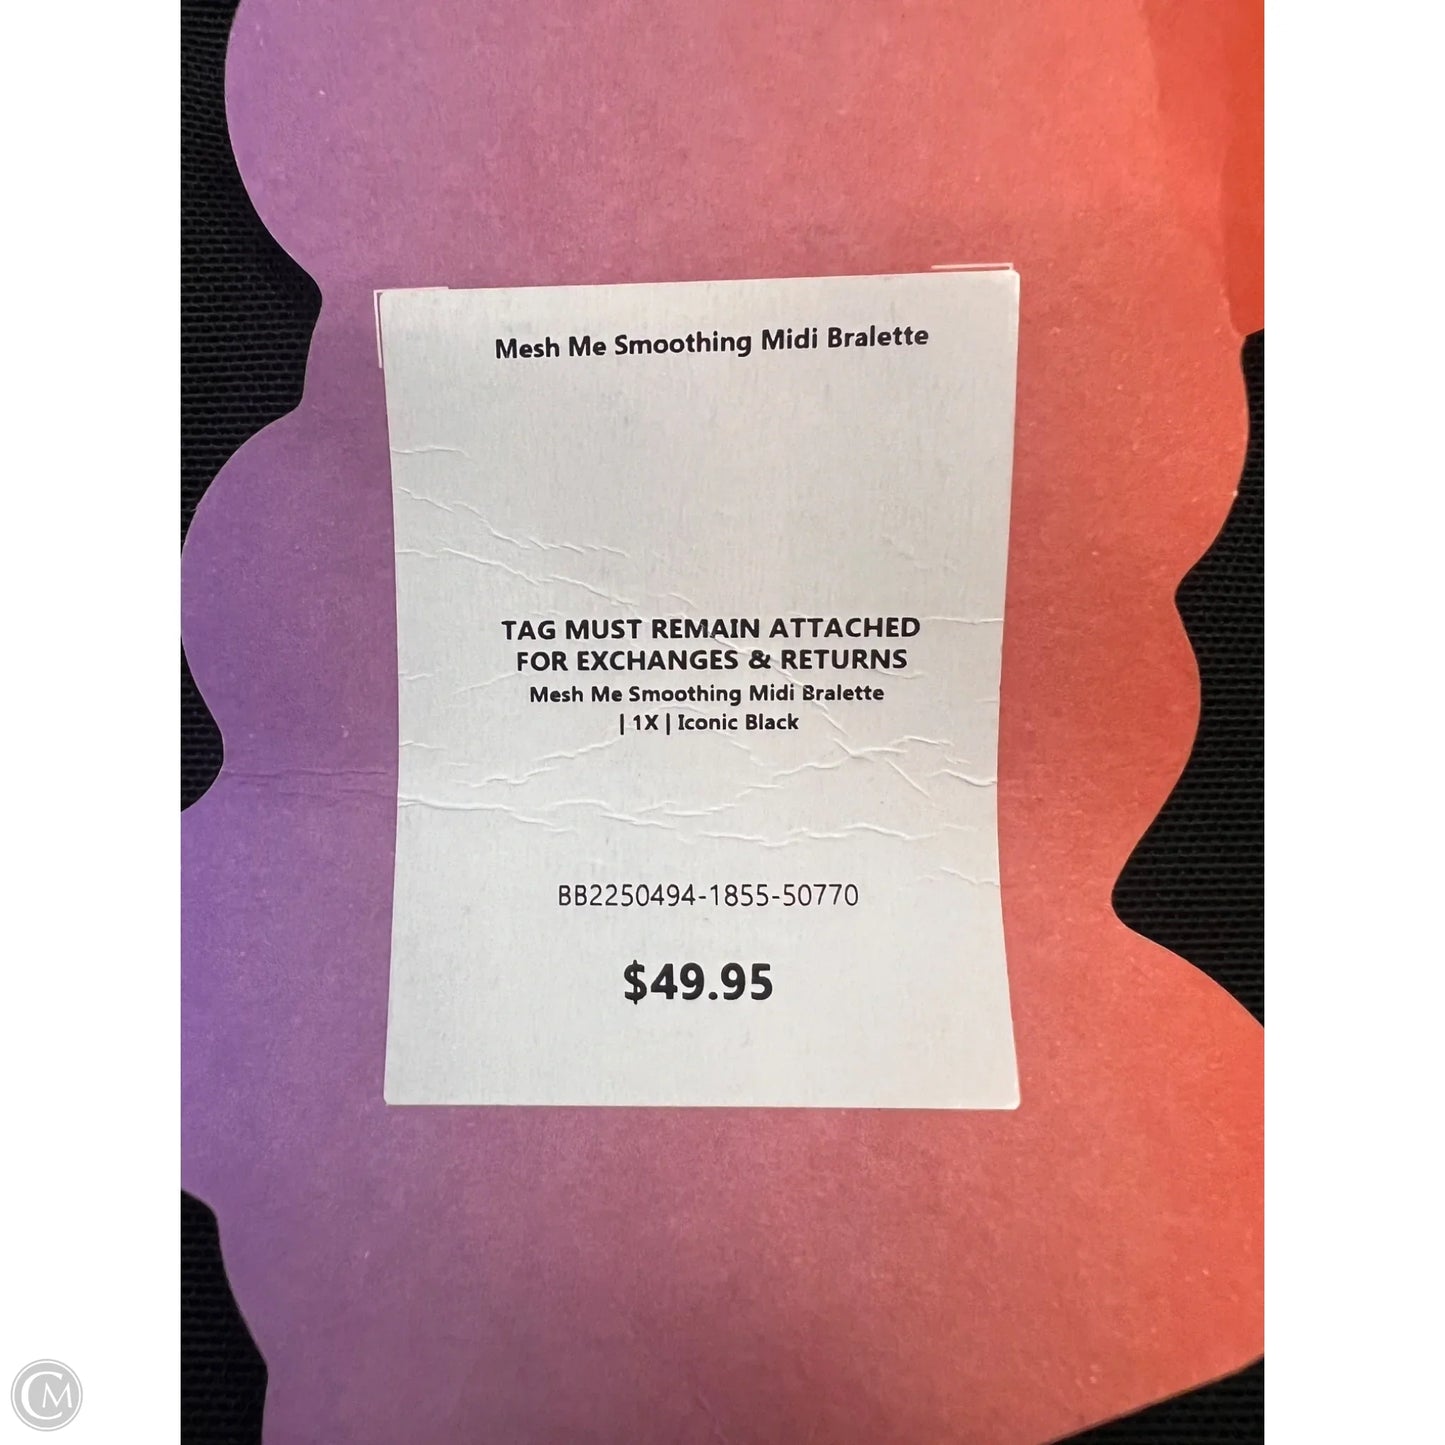 Mesh Me Smoothing Midi Bralette
TAG MUST REMAIN ATTACHED
FOR EXCHANGES & RETURNS
Mesh Me Smoothing Midi Bralette
| 1X | Iconic Black
BB2250494-1855-50770
$49.95
CM